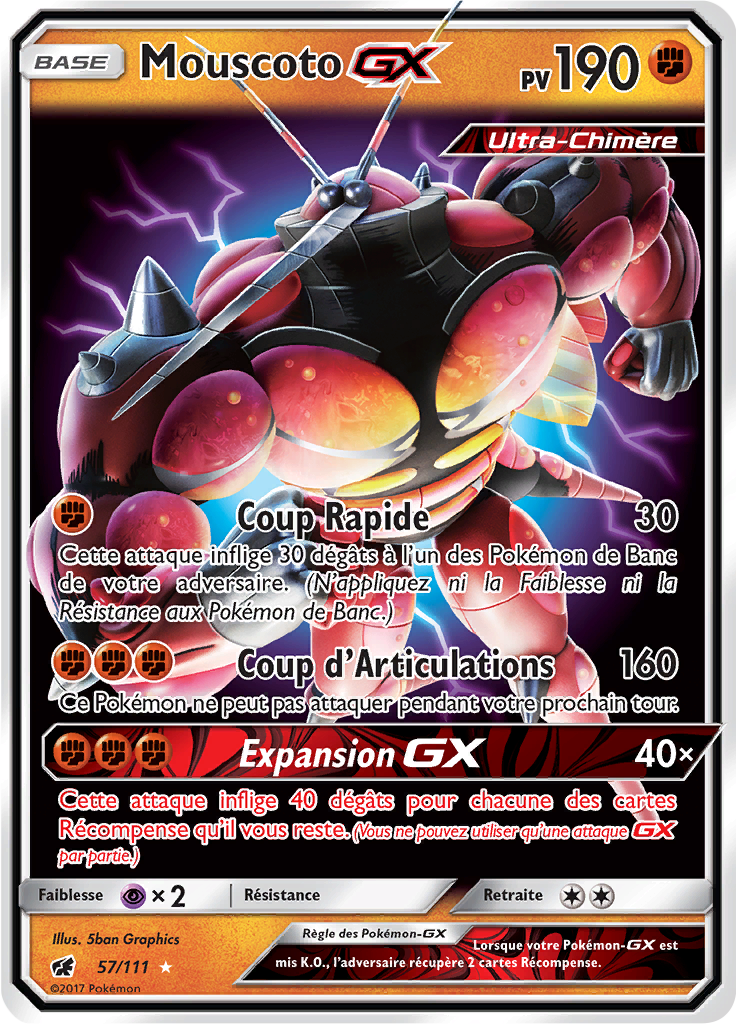 BASE Mouscoto GX PV 190
Ultra-Chimère
Coup Rapide 30
Cette attaque inflige 30 dégâts à l'un des Pokémon de Banc
de votre adversaire. (N'appliquez ni la Faiblesse ni la
Résistance aux Pokémon de Banc.)
Coup d'Articulations 160
Ce Pokémon ne peut pas attaquer pendant votre prochain tour.
Expansion GX 40×
Cette attaque inflige 40 dégâts pour chacune des cartes
Récompense qu'il vous reste. (Vous ne pouvez utiliser qu'une attaque GX
par partie.)
Faiblesse ×2 Résistance Retraite
Illus. 5ban Graphics
57/111
©2017 Pokémon
Règle des Pokémon-GX
Lorsque votre Pokémon-GX est
mis K.O., l'adversaire récupère 2 cartes Récompense.